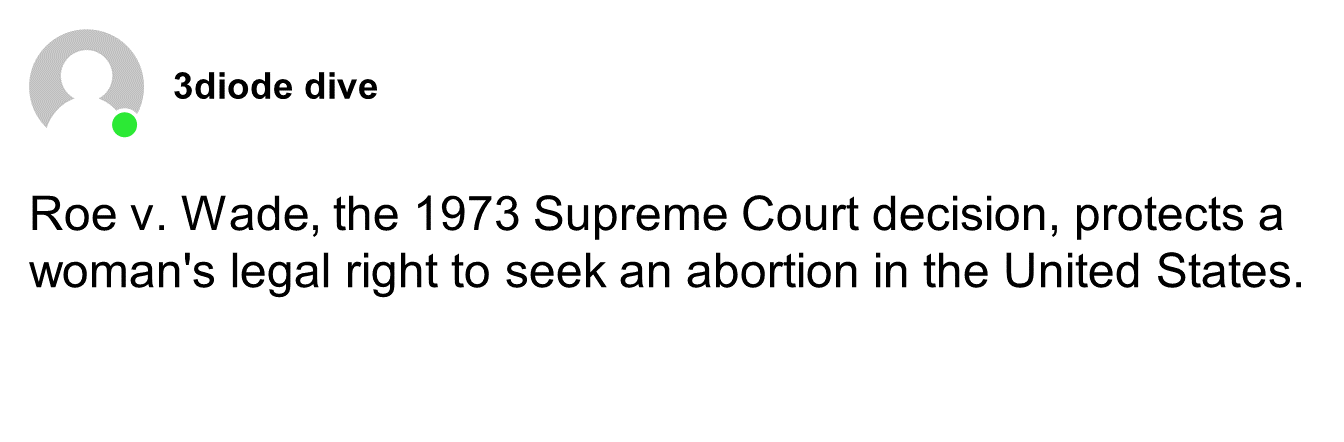 3diode dive
Roe v. Wade, the 1973 Supreme Court decision, protects a
woman's legal right to seek an abortion in the United States.